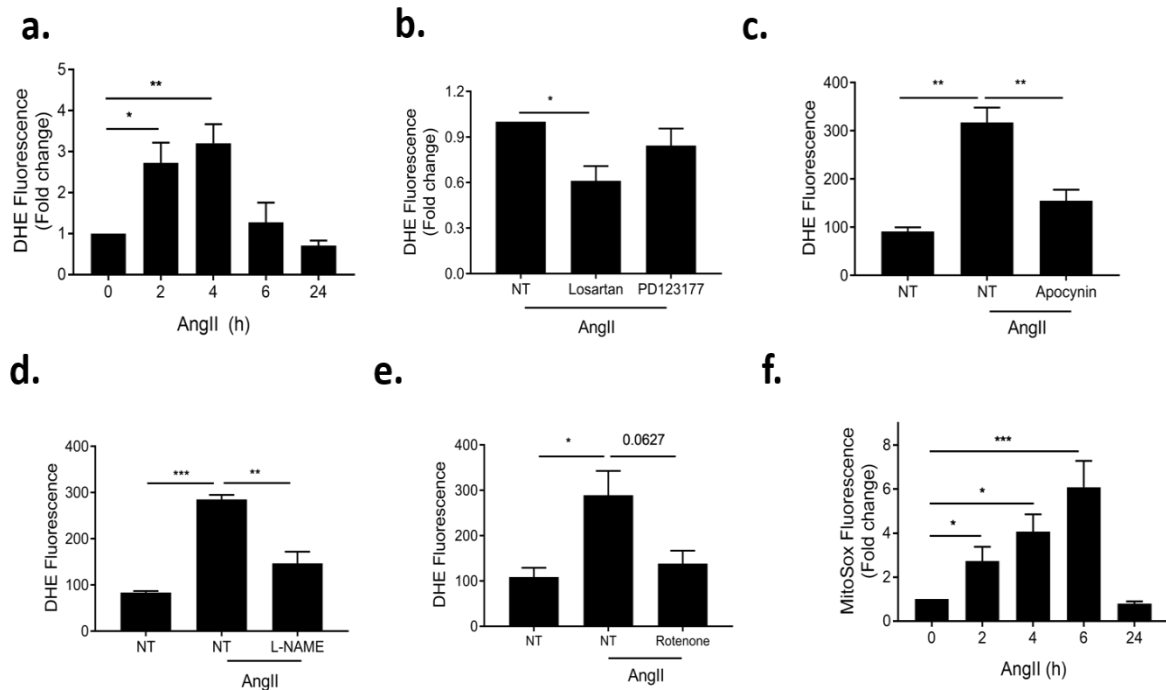 a.
DHE Fluorescence
(Fold change)
5
4
3
2
1
0
**
*
0 2 4 6 24
AngII (h)
b.
DHE Fluorescence
(Fold change)
1.2
0.9
0.6
0.3
0.0
*
NT Losartan PD123177
AngII
c.
DHE Fluorescence
400
300
200
100
0
** **
NT NT Apocynin
AngII
d.
DHE Fluorescence
400
300
200
100
0
*** **
NT NT L-NAME
AngII
e.
DHE Fluorescence
400
300
200
100
0
* 0.0627
NT NT Rotenone
AngII
f.
MitoSox Fluorescence
(Fold change)
8
6
4
2
0
***
*
*
0 2 4 6 24
AngII (h)